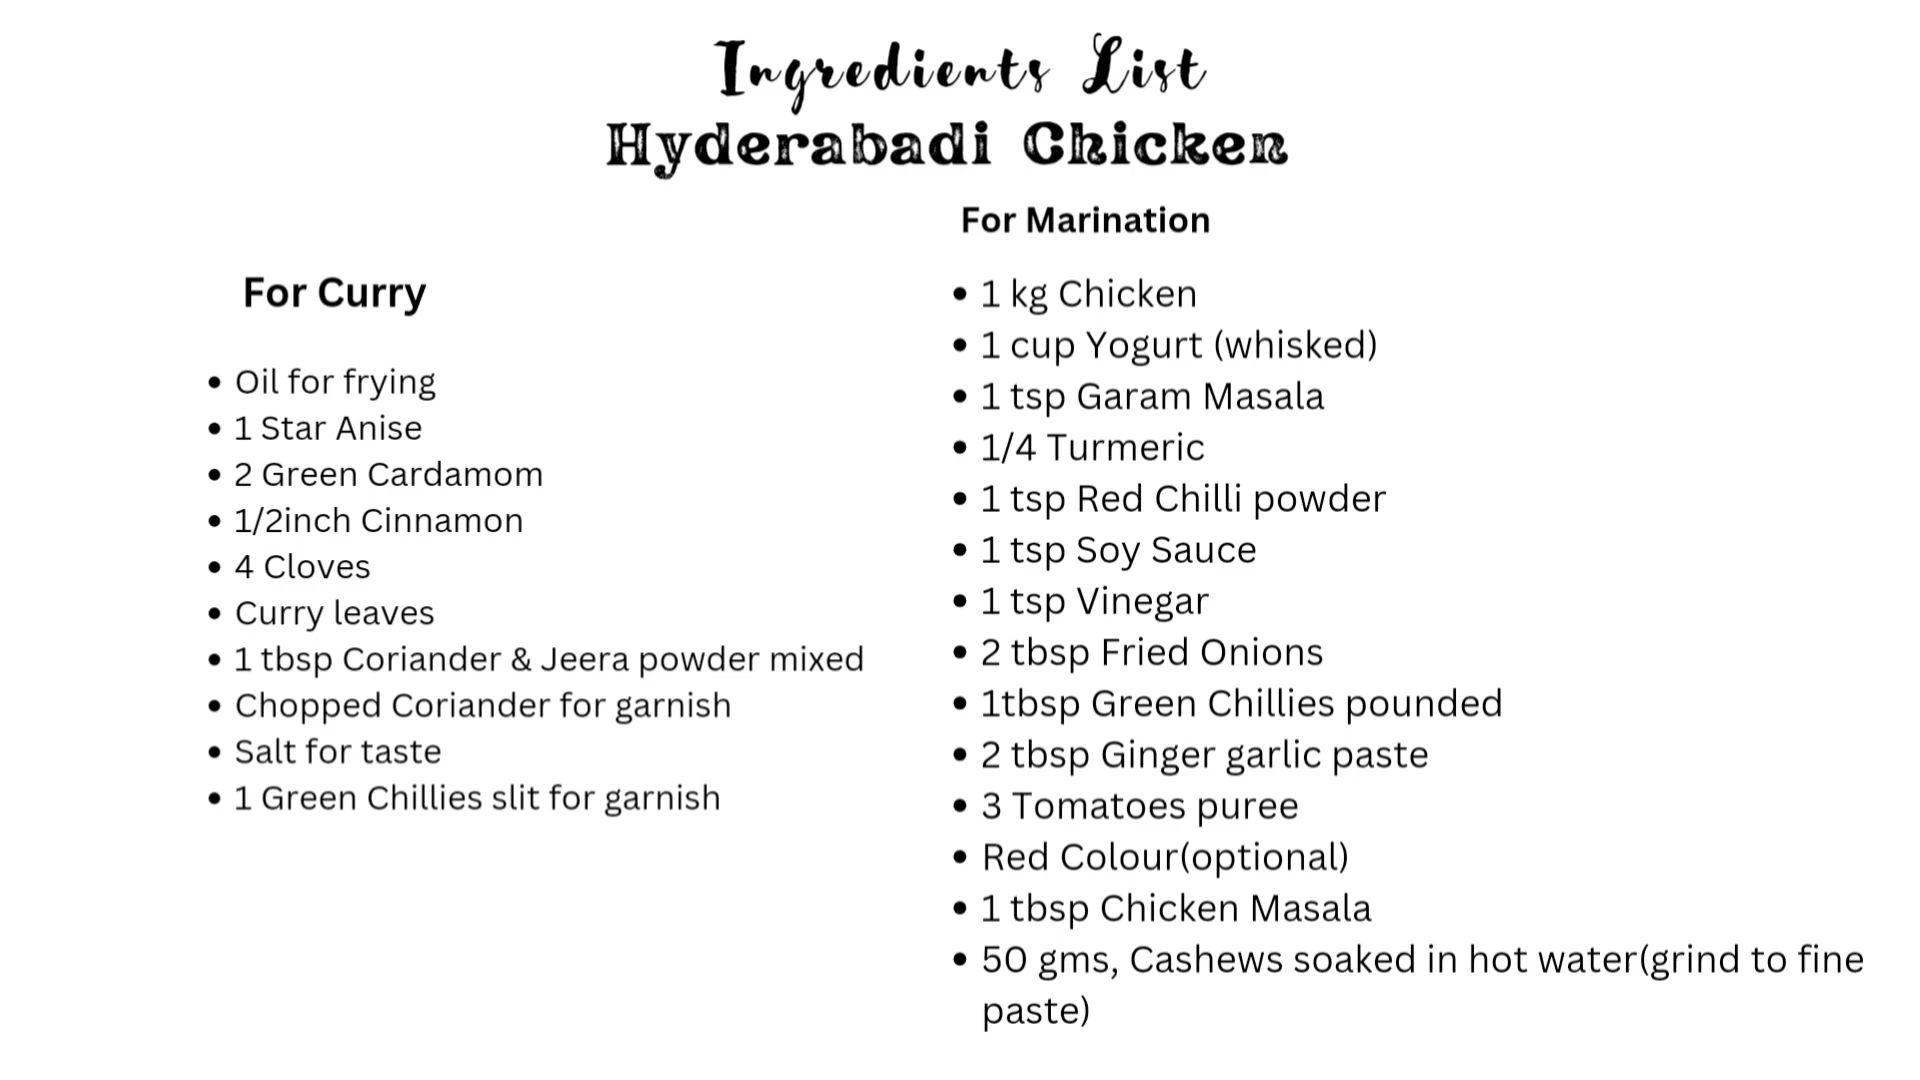 Ingredients List
Hyderabadi Chicken
For Curry
• Oil for frying
• 1 Star Anise
• 2 Green Cardamom
• 1/2inch Cinnamon
• 4 Cloves
• Curry leaves
• 1 tbsp Coriander & Jeera powder mixed
• Chopped Coriander for garnish
• Salt for taste
• 1 Green Chillies slit for garnish
For Marination
• 1 kg Chicken
• 1 cup Yogurt (whisked)
• 1 tsp Garam Masala
• 1/4 Turmeric
• 1 tsp Red Chilli powder
• 1 tsp Soy Sauce
• 1 tsp Vinegar
• 2 tbsp Fried Onions
• 1tbsp Green Chillies pounded
• 2 tbsp Ginger garlic paste
• 3 Tomatoes puree
• Red Colour(optional)
• 1 tbsp Chicken Masala
• 50 gms, Cashews soaked in hot water(grind to fine
paste)